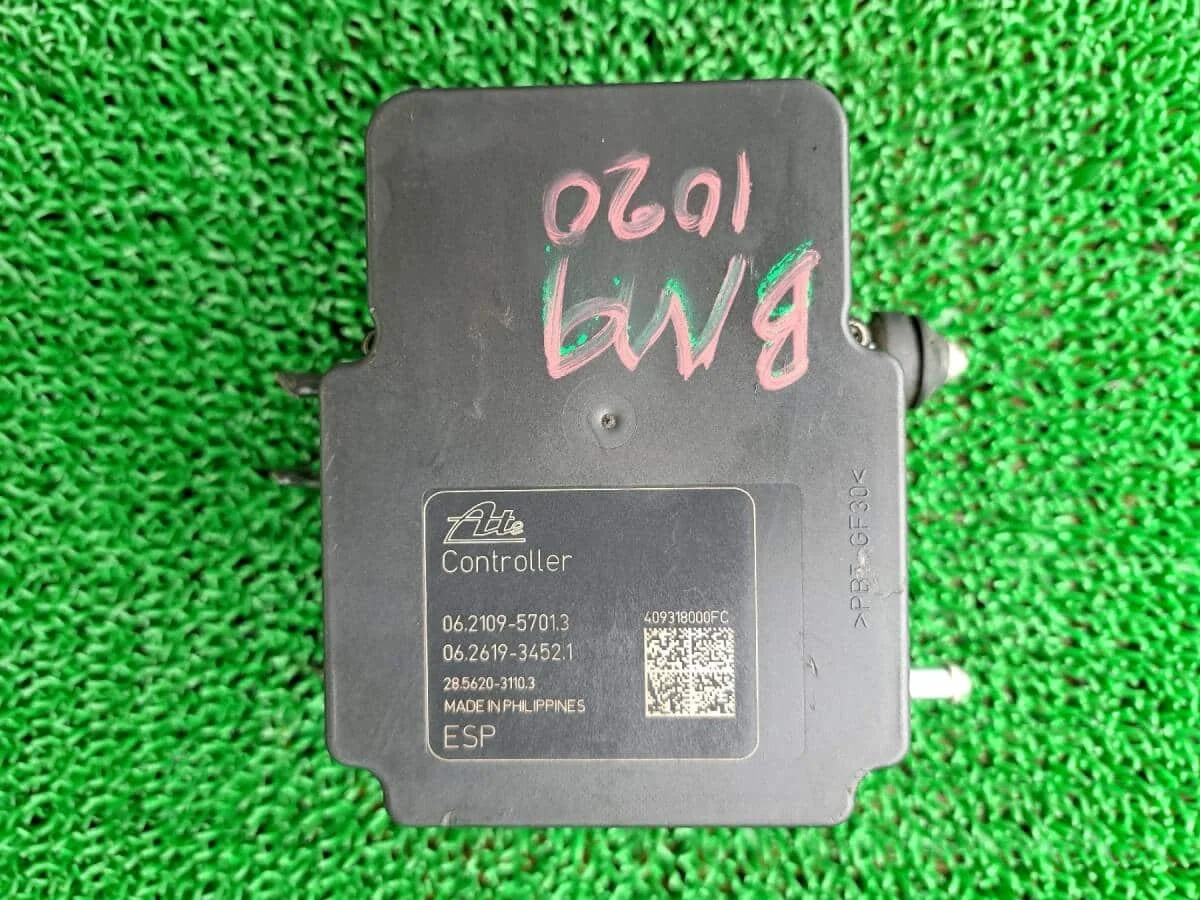 BM9
1020
Ate
Controller
06.2109-5701.3
06.2619-3452.1
28.5620-3110.3
MADE IN PHILIPPINES
ESP
409318000FC
>PBT-GF30<